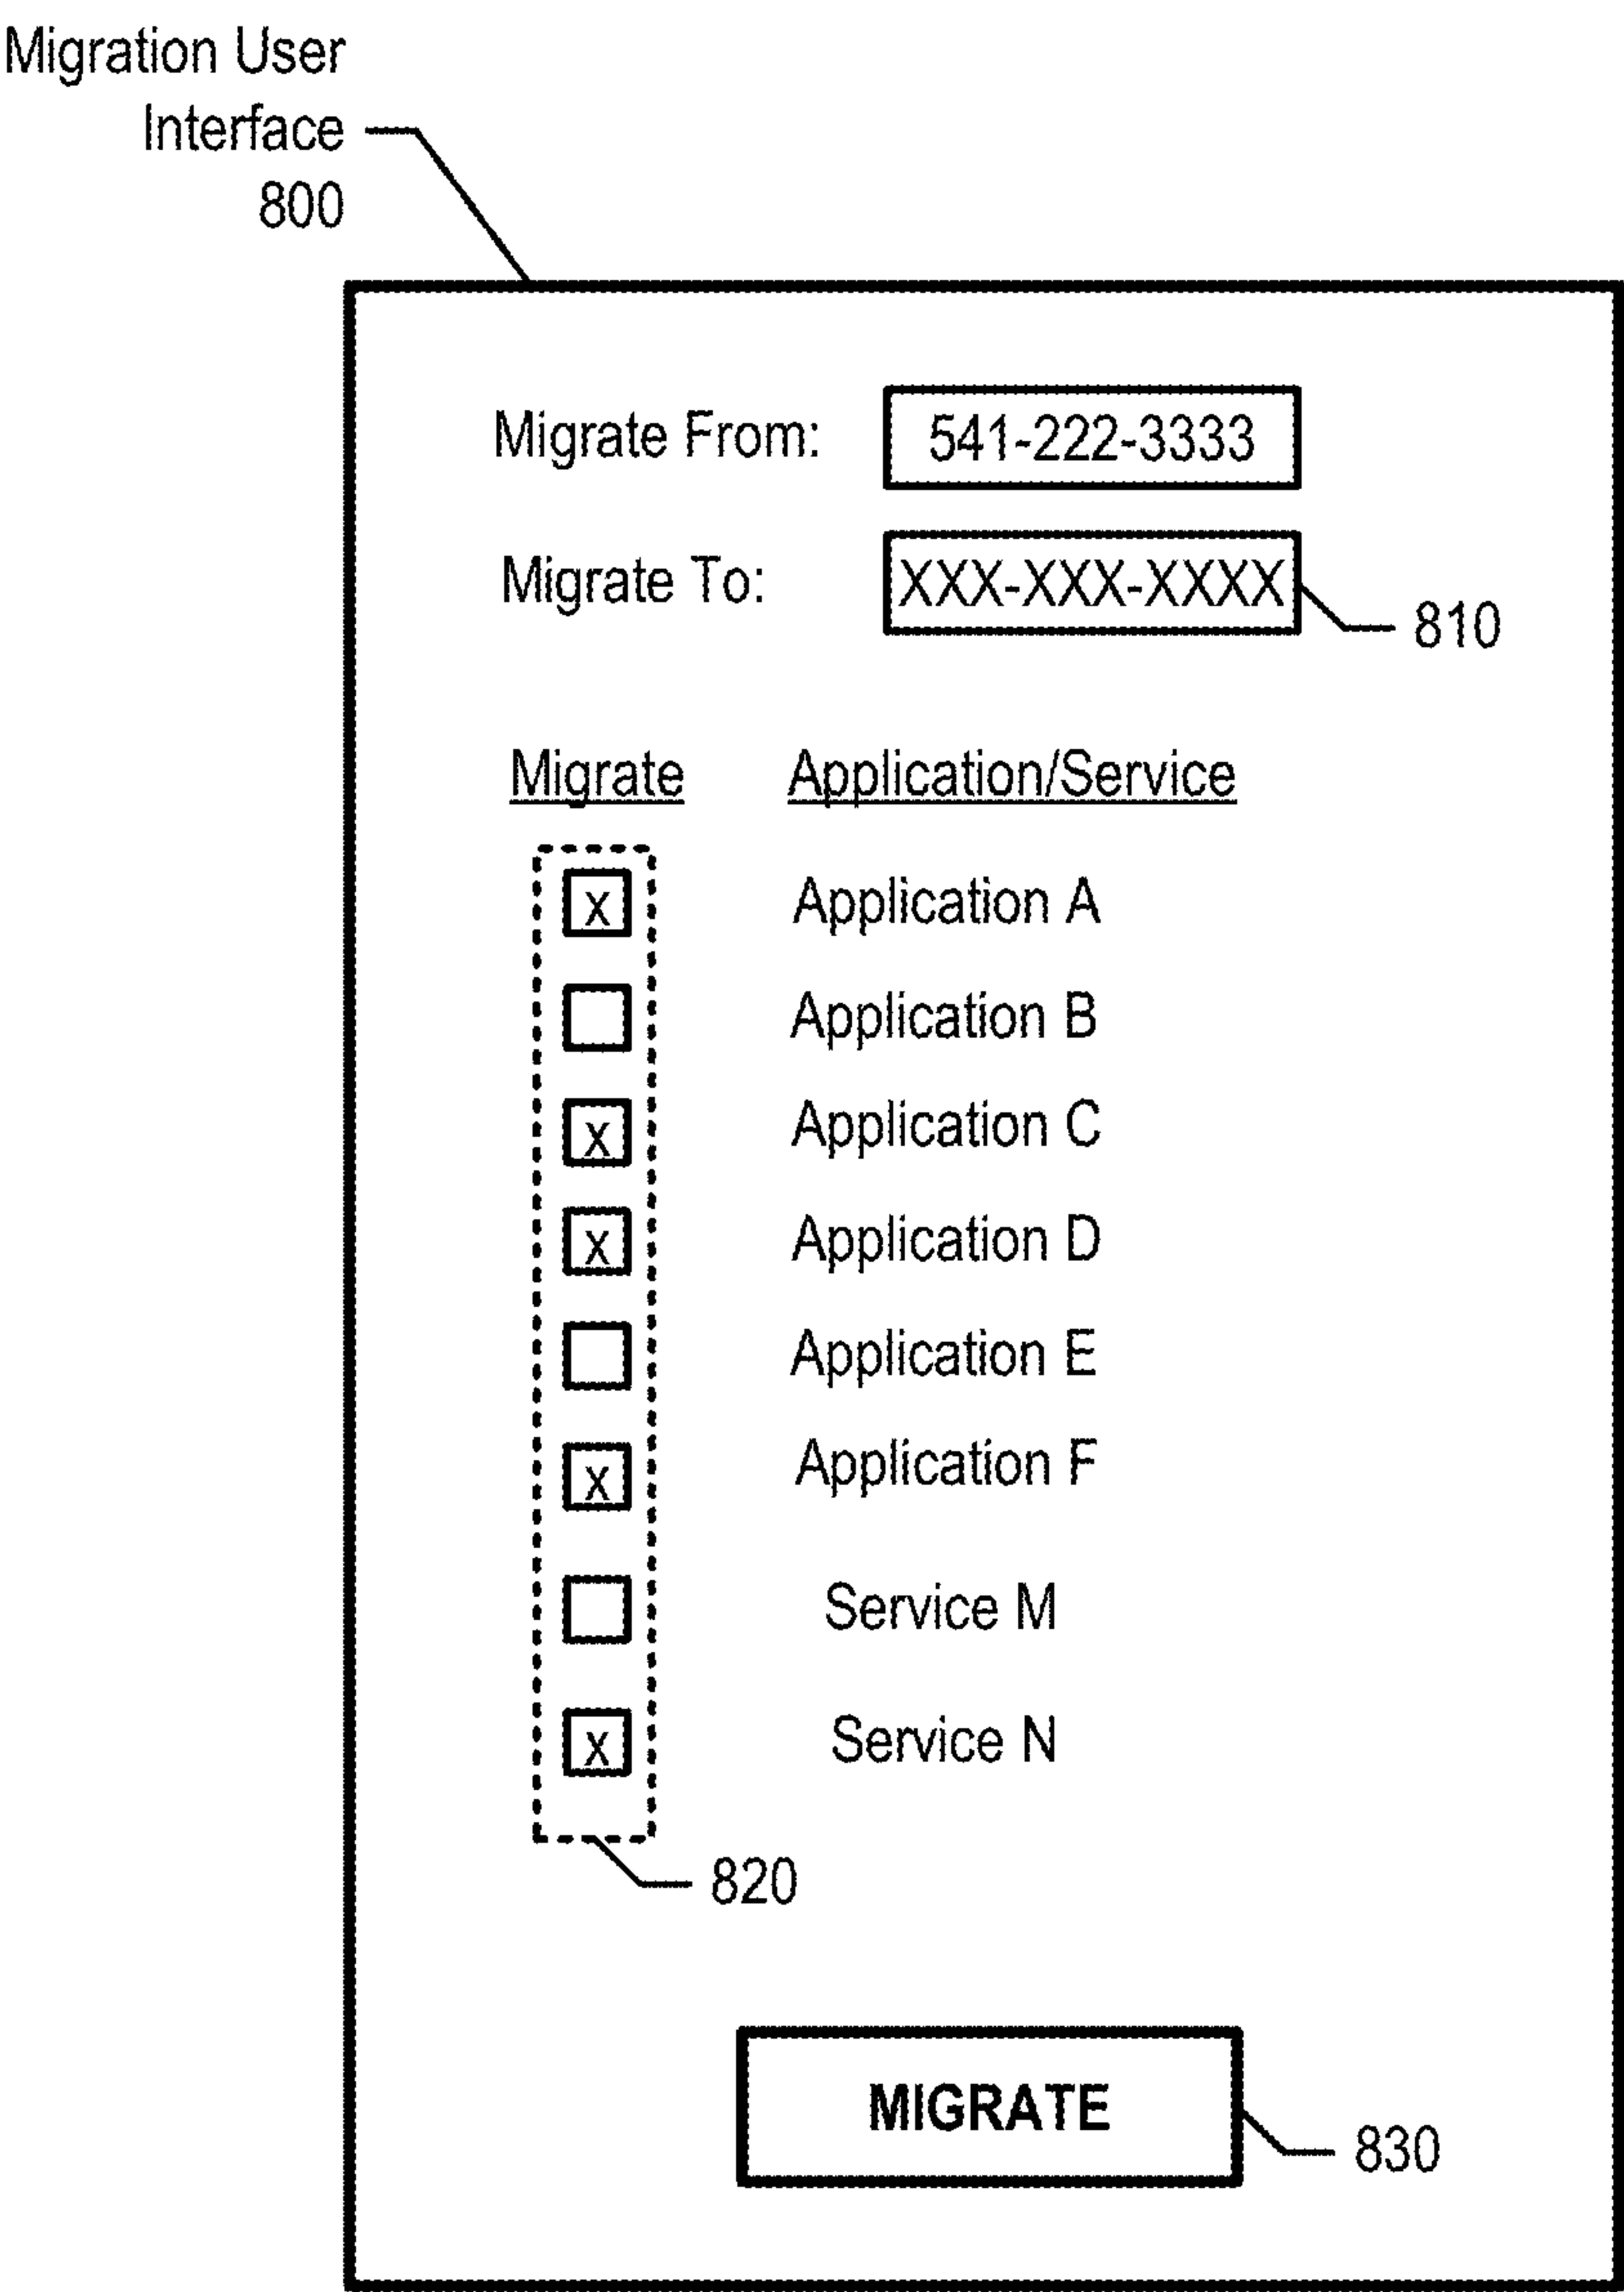 Migration User
Interface
800
Migrate From: 541-222-3333
Migrate To: XXX-XXX-XXXX
810
Migrate Application/Service
x Application A
Application B
x Application C
x Application D
Application E
x Application F
Service M
x Service N
820
MIGRATE
830